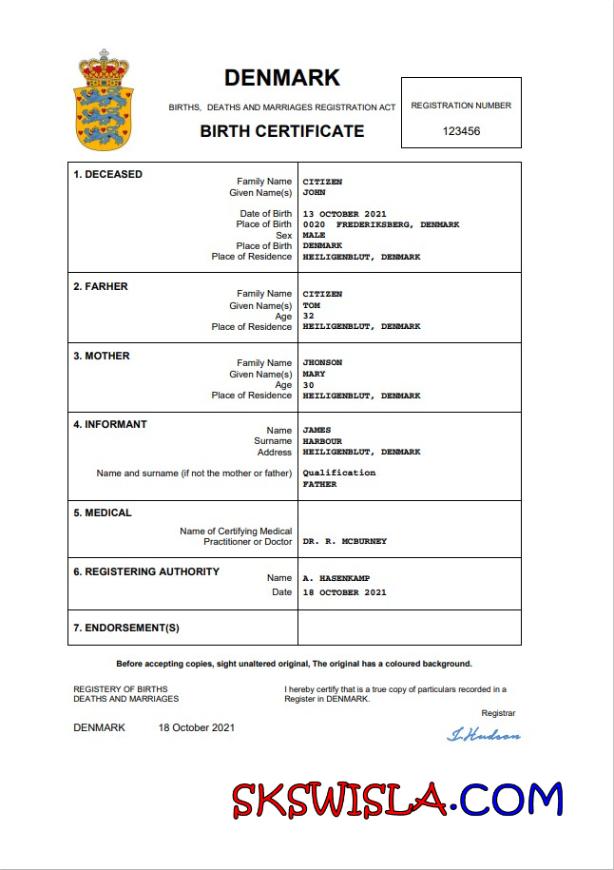 DENMARK
BIRTHS, DEATHS AND MARRIAGES REGISTRATION ACT
BIRTH CERTIFICATE
REGISTRATION NUMBER
123456
1. DECEASED
Family Name CITIZEN
Given Name(s) JOHN
Date of Birth 13 OCTOBER 2021
Place of Birth 0020 FREDERIKSBERG, DENMARK
Sex MALE
Place of Birth DENMARK
Place of Residence HEILIGENBLUT, DENMARK
2. FARHER
Family Name CITIZEN
Given Name(s) TOM
Age 32
Place of Residence HEILIGENBLUT, DENMARK
3. MOTHER
Family Name JHONSON
Given Name(s) MARY
Age 30
Place of Residence HEILIGENBLUT, DENMARK
4. INFORMANT
Name JAMES
Surname HARBOUR
Address HEILIGENBLUT, DENMARK
Name and surname (if not the mother or father) Qualification
FATHER
5. MEDICAL
Name of Certifying Medical
Practitioner or Doctor DR. R. MCBURNEY
6. REGISTERING AUTHORITY
Name A. HASENKAMP
Date 18 OCTOBER 2021
7. ENDORSEMENT(S)
Before accepting copies, sight unaltered original, The original has a coloured background.
REGISTERY OF BIRTHS
DEATHS AND MARRIAGES
I hereby certify that is a true copy of particulars recorded in a
Register in DENMARK.
Registrar
DENMARK 18 October 2021
I.Hudson
SKSWISLA.COM